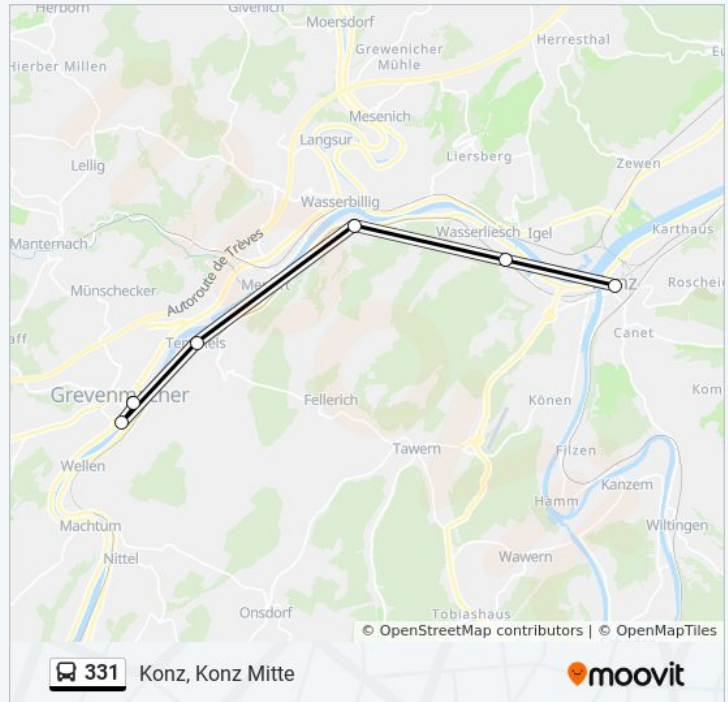 Herborn
Givenich
Moersdorf
Grewenicher
Mühle
Herresthal
Hierber Millen
Mesenich
Langsur
Liersberg
Zewen
Lellig
Wasserbillig
Wasserliesch Igel
Karthaus
Manternach
Autoroute de Trèves
Münschecker
Roscheid
Canet
Grevenmacher
Fellerich
Könen
Tawern
Filzen
Wellen
Kanzem
Hamm
Machtum
Wiltingen
Nittel
Wawern
Onsdorf
Tobiashaus
© OpenStreetMap contributors | © OpenMapTiles
331 Konz, Konz Mitte
moovit